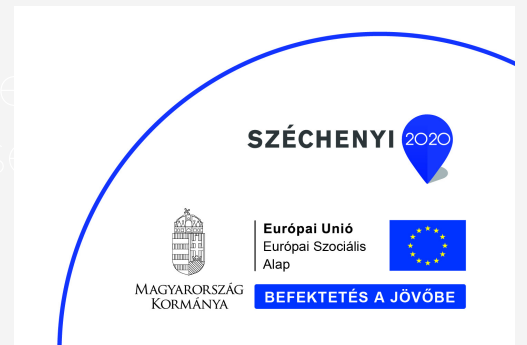 SZÉCHENYI 2020
Európai Unió
Európai Szociális
Alap
MAGYARORSZÁG
KORMÁNYA
BEFEKTETÉS A JÖVŐBE